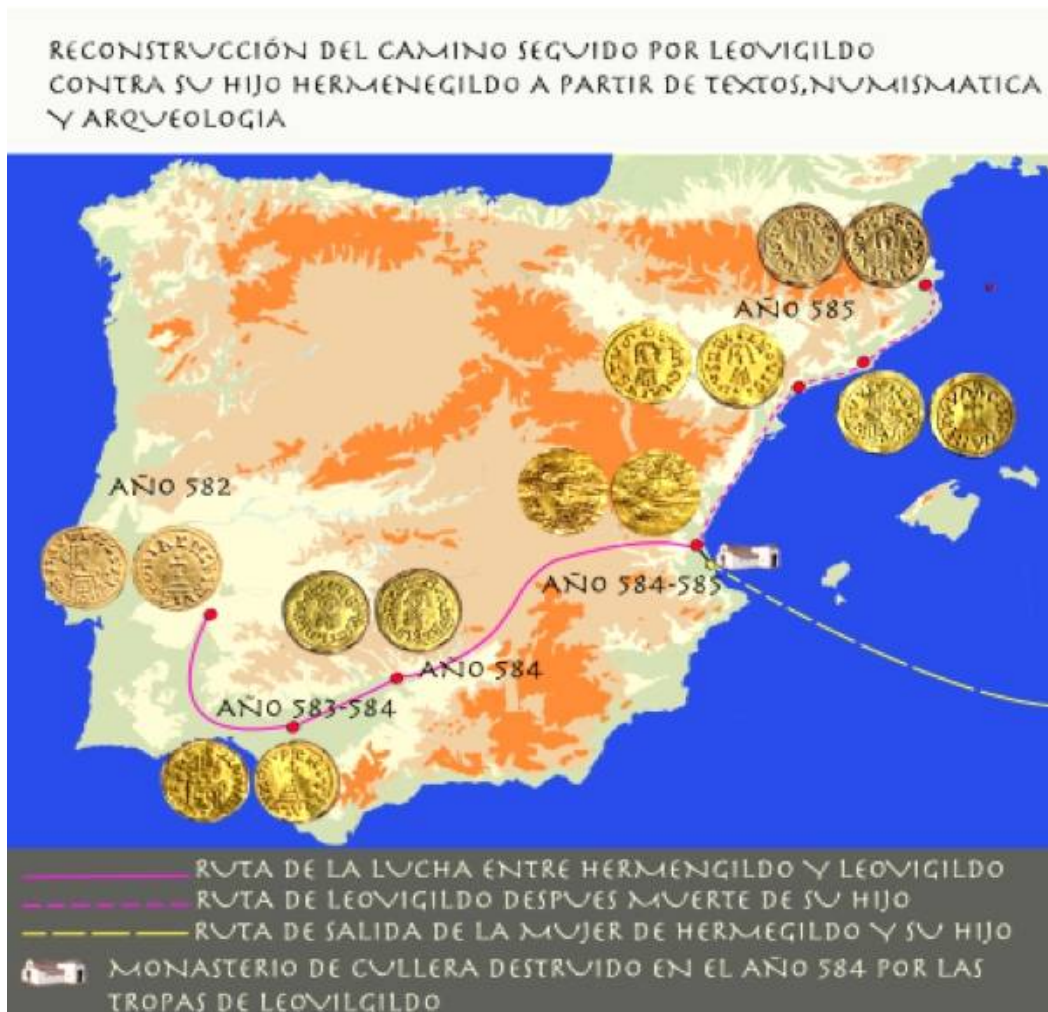 RECONSTRUCCIÓN DEL CAMINO SEGUIDO POR LEOVIGILDO
CONTRA SU HIJO HERMENEGILDO A PARTIR DE TEXTOS,NUMISMATICA
Y ARQUEOLOGIA
AÑO 585
AÑO 582
AÑO 584-585
AÑO 584
AÑO 583-584
RUTA DE LA LUCHA ENTRE HERMENGILDO Y LEOVIGILDO
RUTA DE LEOVIGILDO DESPUES MUERTE DE SU HIJO
RUTA DE SALIDA DE LA MUJER DE HERMEGILDO Y SU HIJO
MONASTERIO DE CULLERA DESTRUIDO EN EL AÑO 584 POR LAS
TROPAS DE LEOVILGILDO